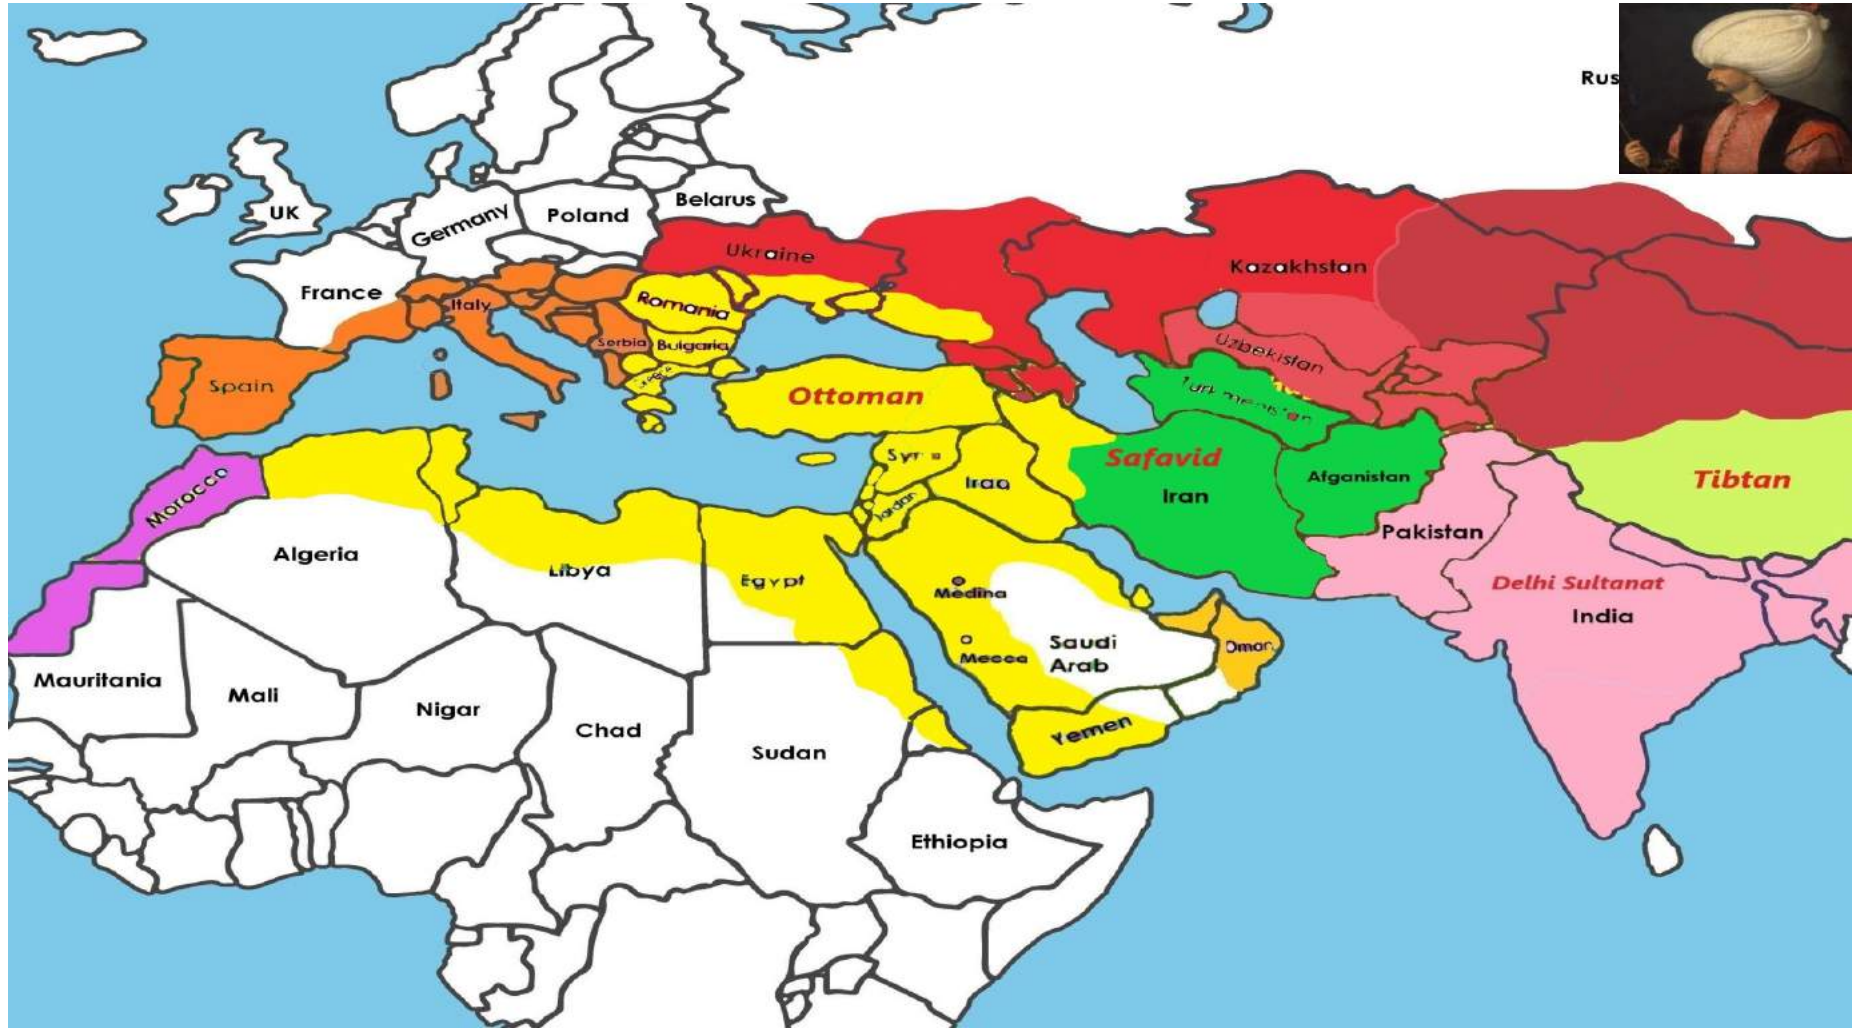 Rus
Belarus
UK
Poland
Germany
Ukraine
Kazakhstan
France
Italy
Romania
Serbia
Bulgaria
Uzbekistan
Spain
Ottoman
Safavid
Iran
Afganistan
Tibtan
Iraq
Jordan
Morocco
Pakistan
Algeria
Libya
Egypt
Medina
Delhi Sultanat
India
Saudi
Arab
Mecca
Oman
Mauritania
Mali
Nigar
Chad
Sudan
Yemen
Ethiopia